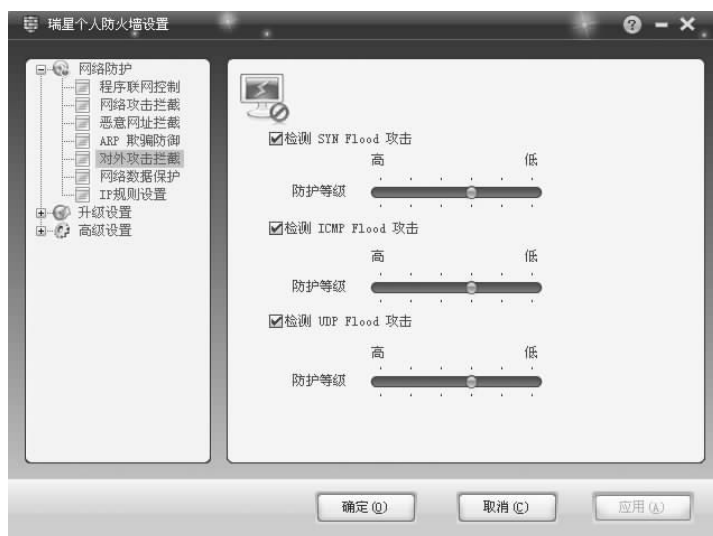 瑞星个人防火墙设置
网络防护
程序联网控制
网络攻击拦截
恶意网址拦截
ARP 欺骗防御
对外攻击拦截
网络数据保护
IP规则设置
升级设置
高级设置
检测 SYN Flood 攻击
高 低
防护等级
检测 ICMP Flood 攻击
高 低
防护等级
检测 UDP Flood 攻击
高 低
防护等级
确定(O) 取消(C) 应用(A)